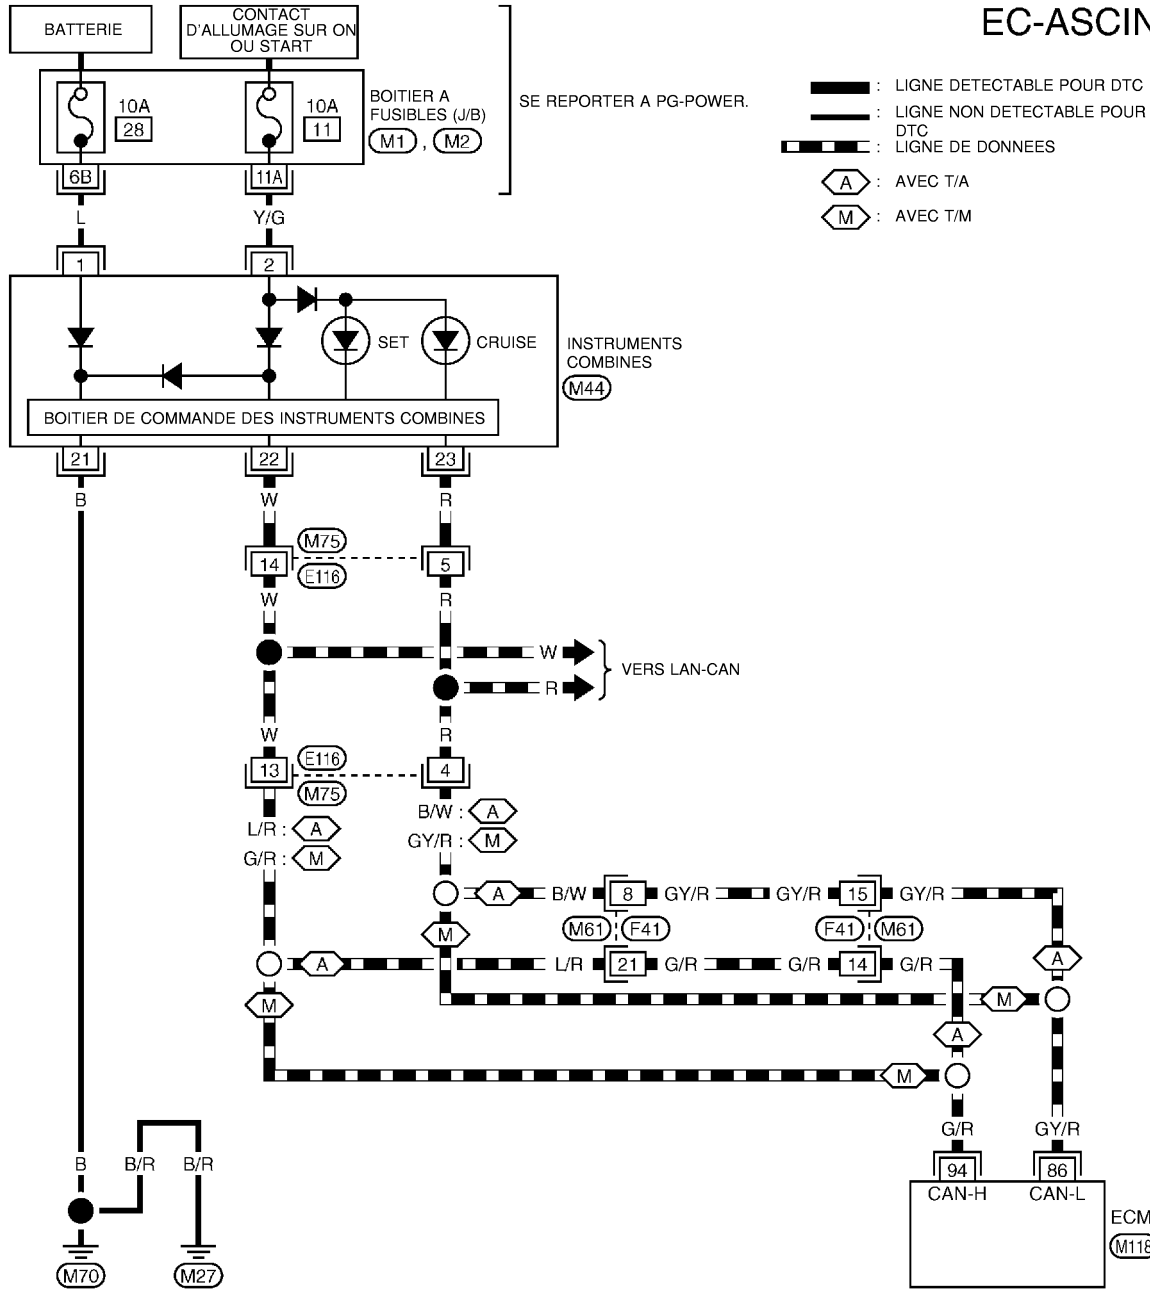 EC-ASCIN
BATTERIE
CONTACT
D'ALLUMAGE SUR ON
OU START
10A
28
10A
11
BOITIER A
FUSIBLES (J/B)
M1 , M2
SE REPORTER A PG-POWER.
: LIGNE DETECTABLE POUR DTC
: LIGNE NON DETECTABLE POUR
DTC
: LIGNE DE DONNEES
A : AVEC T/A
M : AVEC T/M
6B
11A
L
Y/G
1
2
SET
CRUISE
INSTRUMENTS
COMBINES
M44
BOITIER DE COMMANDE DES INSTRUMENTS COMBINES
21
22
23
B
W
R
M75
14
5
E116
W
R
W
R
VERS LAN-CAN
W
R
E116
13
4
M75
B/W : A
L/R : A
GY/R : M
G/R : M
A
B/W
8
GY/R
GY/R
15
GY/R
M
M61
F41
F41
M61
A
A
L/R
21
G/R
G/R
14
G/R
M
M
A
M
G/R
GY/R
94
86
CAN-H
CAN-L
ECM
M118
B
B/R
B/R
M70
M27